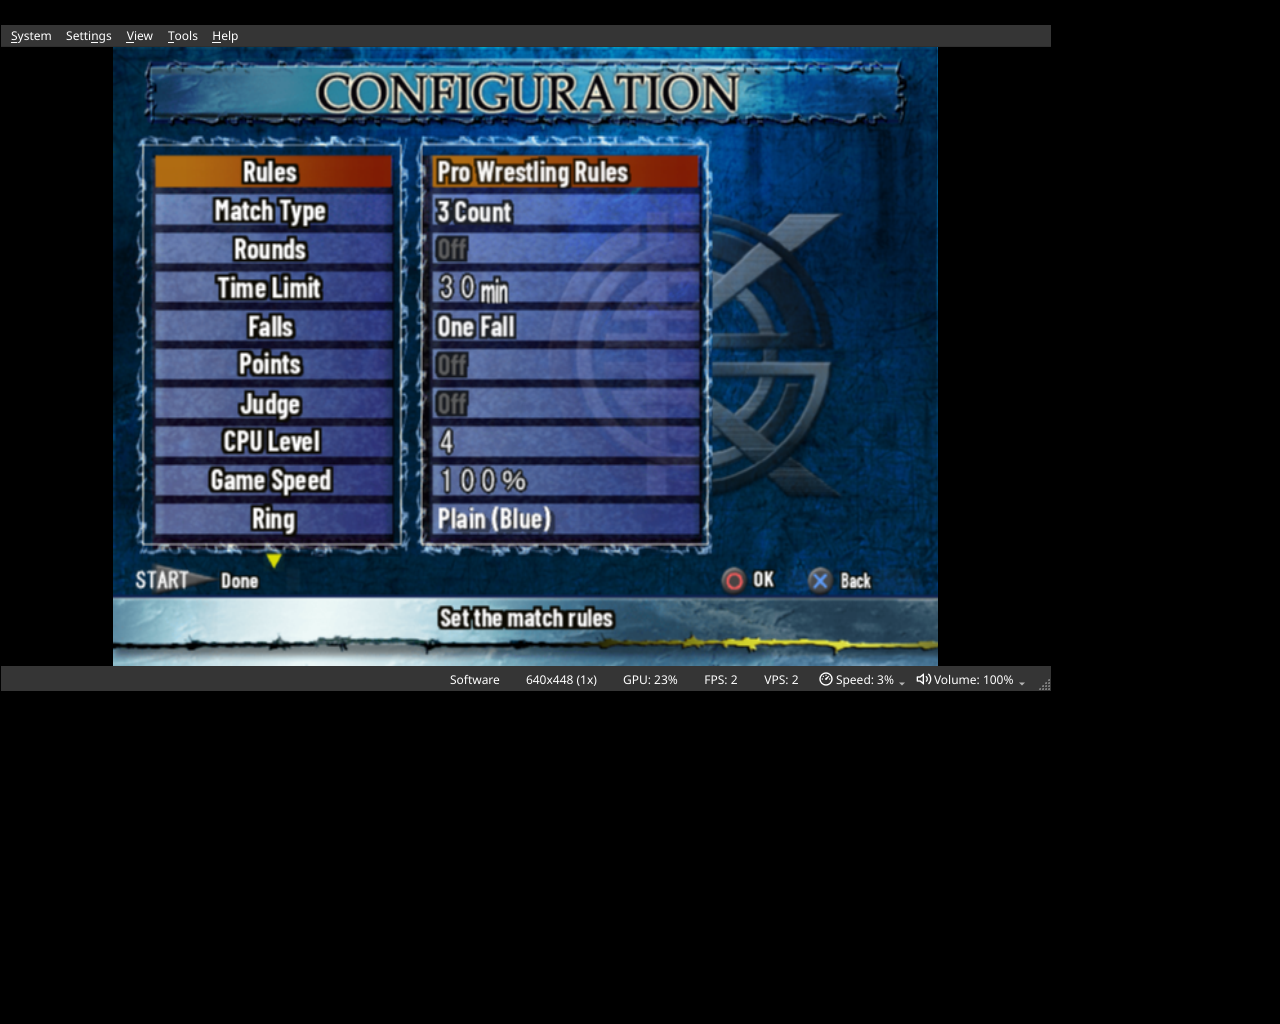 System Settings View Tools Help
CONFIGURATION
Rules Pro Wrestling Rules
Match Type 3 Count
Rounds Off
Time Limit 30 min
Falls One Fall
Points Off
Judge Off
CPU Level 4
Game Speed 100%
Ring Plain (Blue)
START Done OK Back
Set the match rules
Software 640x448 (1x) GPU: 23% FPS: 2 VPS: 2 Speed: 3% Volume: 100%